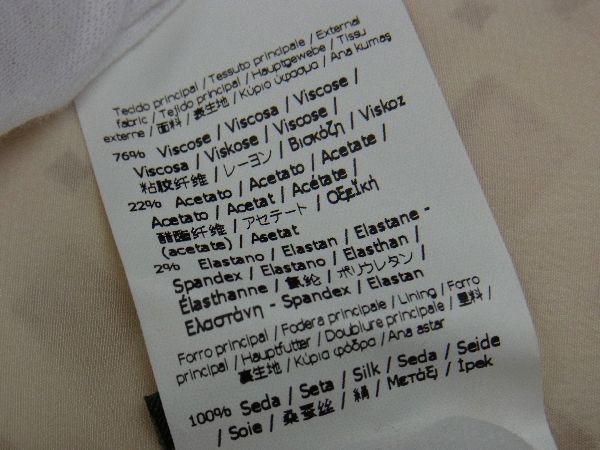 Tecido principal / Tessuto principale / External
fabric / Tejido principal / Hauptgewebe / Tissu
externe / 面料 / 裏生地 / Κύριο ύφασμα / Ana kumaş
76% Viscose / Viscosa / Viscose /
Viscosa / Viskose / Viscose /
粘胶纤维 / レーヨン / Βισκόζη / Viskoz
22% Acetato / Acetato / Acetate /
Acetato / Acetat / Acétate /
醋酯纤维 / アセテート / Οξεϊκή
(acetate) / Asetat
2% Elastano / Elastan / Elastane -
Spandex / Elastano / Elasthan /
Élasthanne / 氨纶 / ポリウレタン /
Ελαστάνη - Spandex / Elastan
Forro principal / Fodera principale / Lining / Forro
principal / Hauptfutter / Doublure principale / 里料 /
裏生地 / Κύρια φόδρα / Ana astar
100% Seda / Seta / Silk / Seda / Seide
/ Soie / 桑蚕丝 / 絹 / Μετάξι / İpek